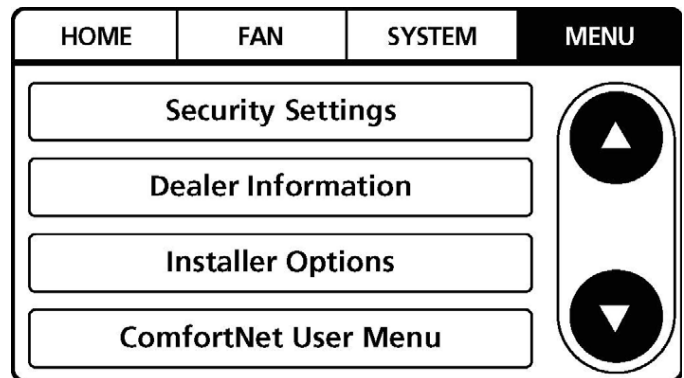 HOME FAN SYSTEM MENU
Security Settings
Dealer Information
Installer Options
ComfortNet User Menu